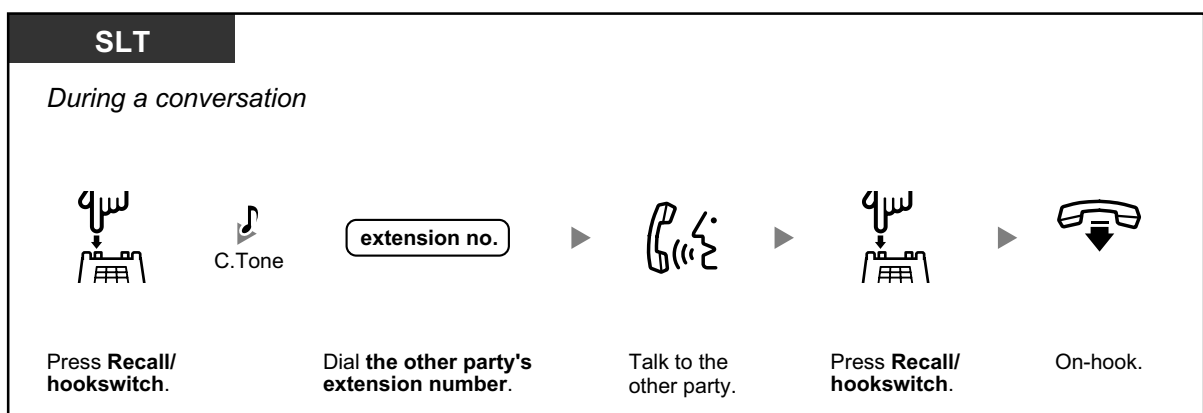 SLT
During a conversation
C.Tone
extension no.
Press Recall/
hookswitch.
Dial the other party's
extension number.
Talk to the
other party.
Press Recall/
hookswitch.
On-hook.